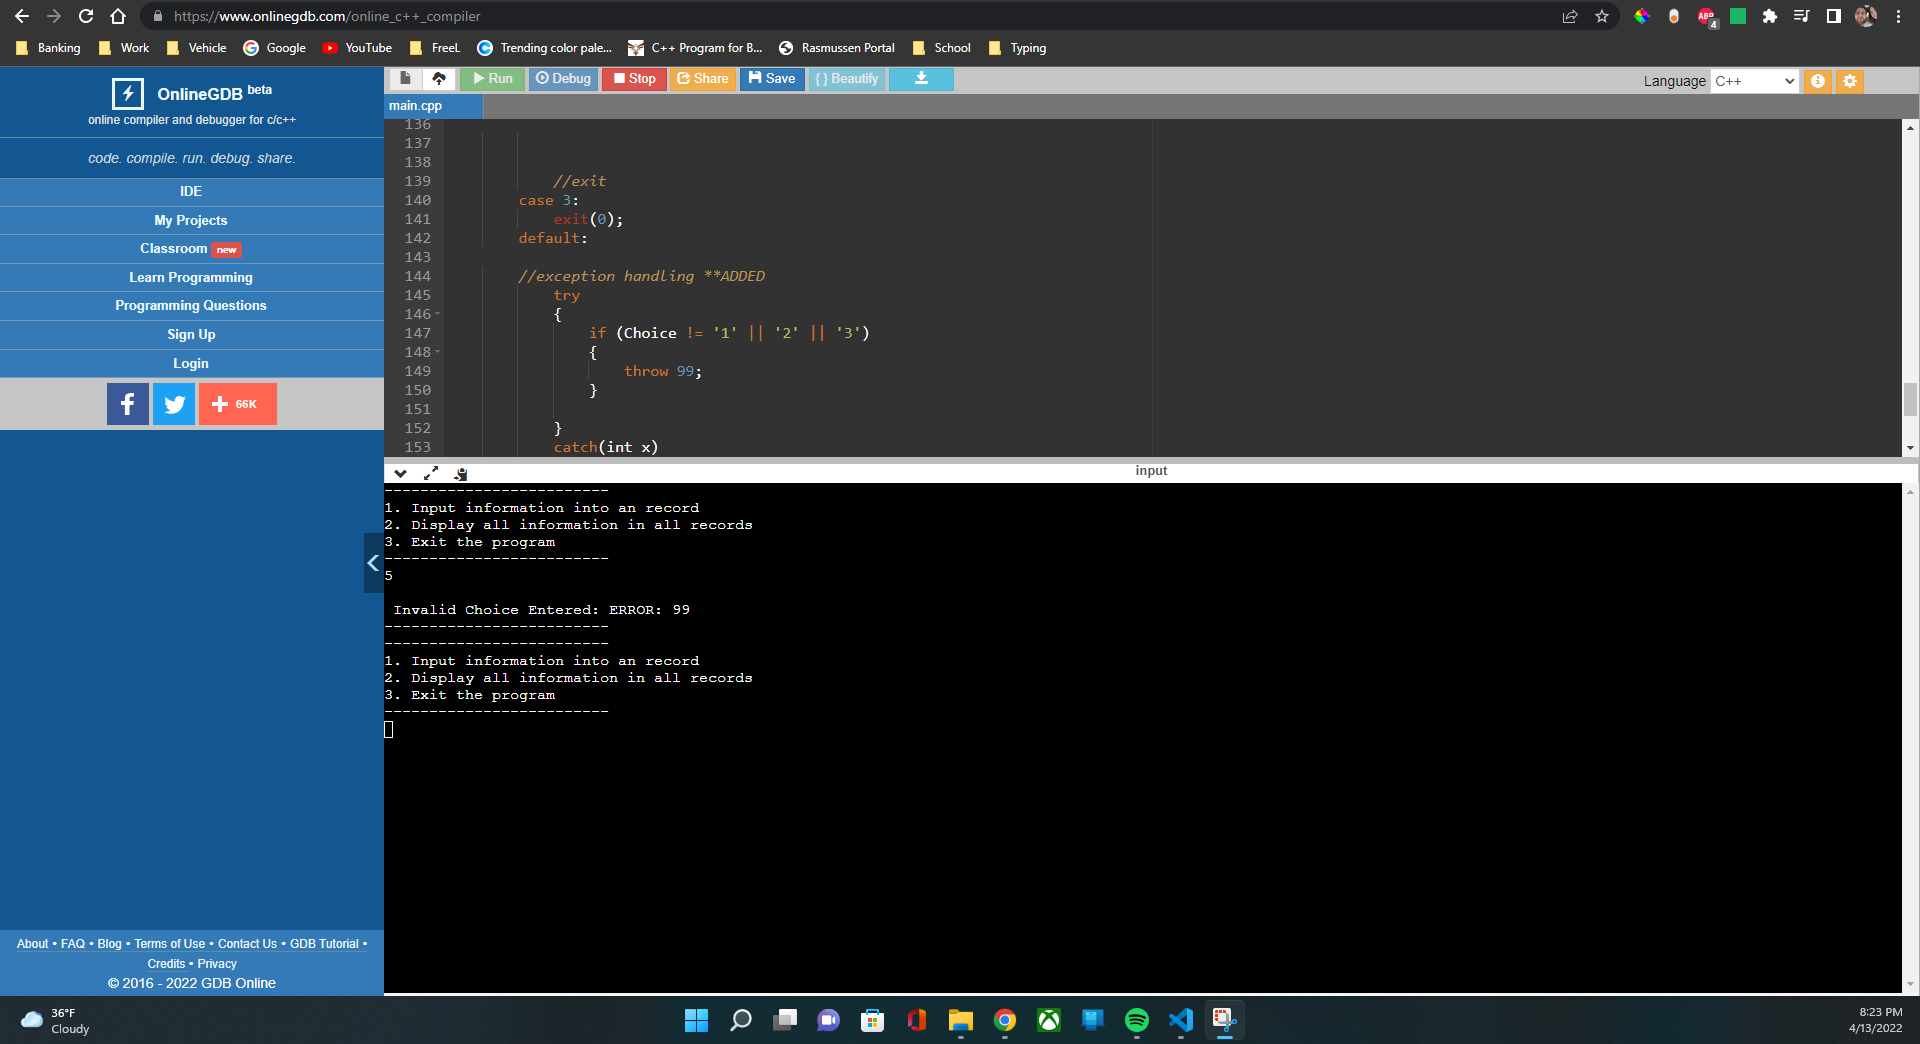 https://www.onlinegdb.com/online_c++_compiler
ABP 4
Banking Work Vehicle Google YouTube FreeL Trending color pale... C++ Program for B... Rasmussen Portal School Typing
OnlineGDB beta
online compiler and debugger for c/c++
code. compile. run. debug. share.
IDE
My Projects
Classroom new
Learn Programming
Programming Questions
Sign Up
Login
f + 66K
About • FAQ • Blog • Terms of Use • Contact Us • GDB Tutorial •
Credits • Privacy
© 2016 - 2022 GDB Online
Run Debug Stop Share Save { } Beautify Language C++
main.cpp
136
137
138
139 //exit
140 case 3:
141 exit(0);
142 default:
143
144 //exception handling **ADDED
145 try
146 {
147 if (Choice != '1' || '2' || '3')
148 {
149 throw 99;
150 }
151
152 }
153 catch(int x)
input
-------------------------
1. Input information into an record
2. Display all information in all records
3. Exit the program
-------------------------
5
Invalid Choice Entered: ERROR: 99
-------------------------
-------------------------
1. Input information into an record
2. Display all information in all records
3. Exit the program
-------------------------
36°F
Cloudy
8:23 PM
4/13/2022